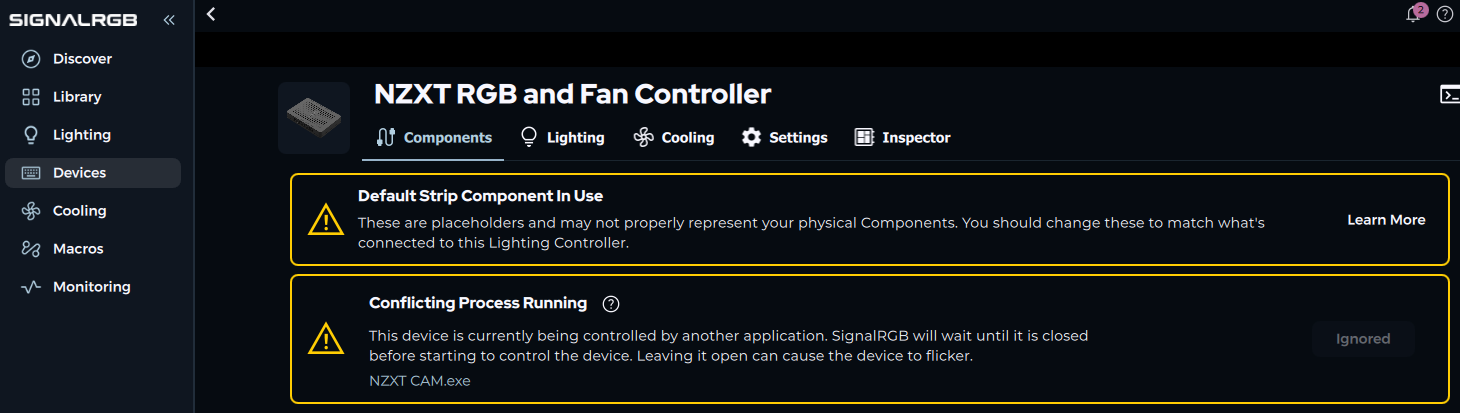 SIGNALRGB
2
Discover
Library
Lighting
Devices
Cooling
Macros
Monitoring
NZXT RGB and Fan Controller
Components
Lighting
Cooling
Settings
Inspector
Default Strip Component In Use
These are placeholders and may not properly represent your physical Components. You should change these to match what's
connected to this Lighting Controller.
Learn More
Conflicting Process Running
This device is currently being controlled by another application. SignalRGB will wait until it is closed
before starting to control the device. Leaving it open can cause the device to flicker.
NZXT CAM.exe
Ignored